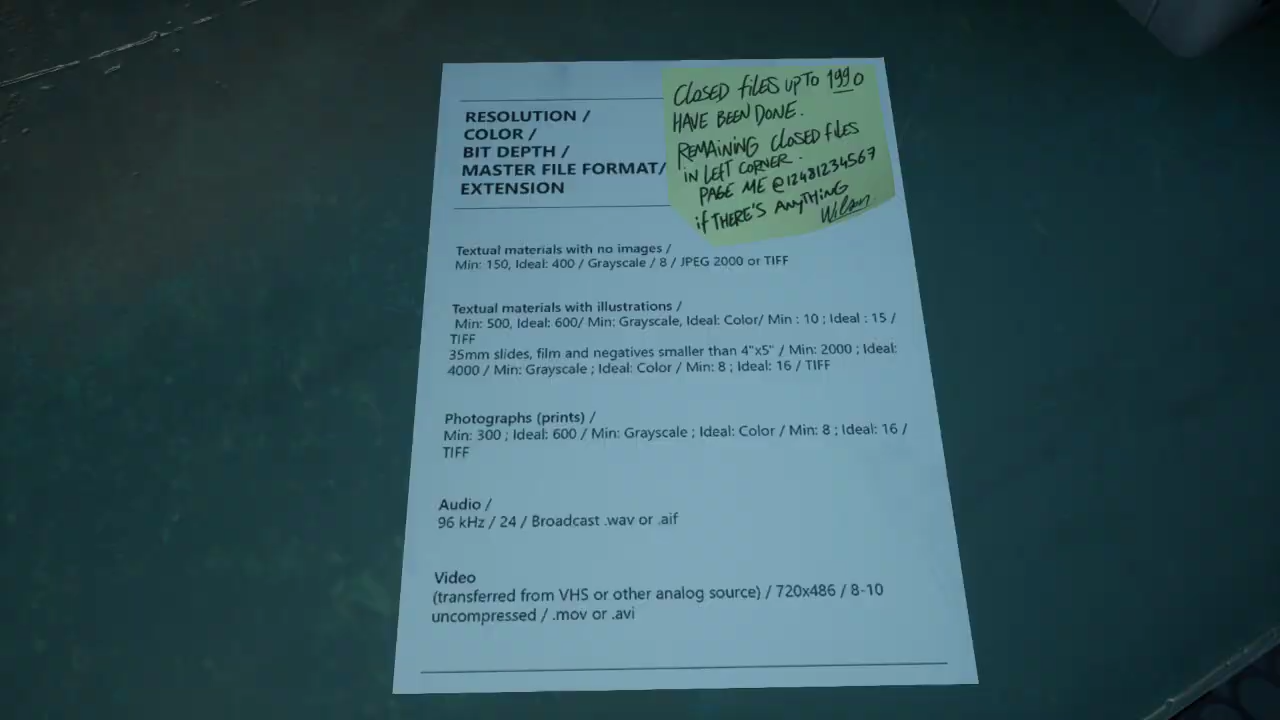 RESOLUTION /
COLOR /
BIT DEPTH /
MASTER FILE FORMAT/
EXTENSION
CLOSED FILES UP TO 1990
HAVE BEEN DONE.
REMAINING CLOSED FILES
IN LEFT CORNER.
PAGE ME @12481234567
if THERE'S ANYTHING
Wilson
Textual materials with no images /
Min: 150, Ideal: 400 / Grayscale / 8 / JPEG 2000 or TIFF
Textual materials with illustrations /
Min: 500, Ideal: 600/ Min: Grayscale, Ideal: Color/ Min : 10 ; Ideal : 15 /
TIFF
35mm slides, film and negatives smaller than 4"x5" / Min: 2000 ; Ideal:
4000 / Min: Grayscale ; Ideal: Color / Min: 8 ; Ideal: 16 / TIFF
Photographs (prints) /
Min: 300 ; Ideal: 600 / Min: Grayscale ; Ideal: Color / Min: 8 ; Ideal: 16 /
TIFF
Audio /
96 kHz / 24 / Broadcast .wav or .aif
Video
(transferred from VHS or other analog source) / 720x486 / 8-10
uncompressed / .mov or .avi